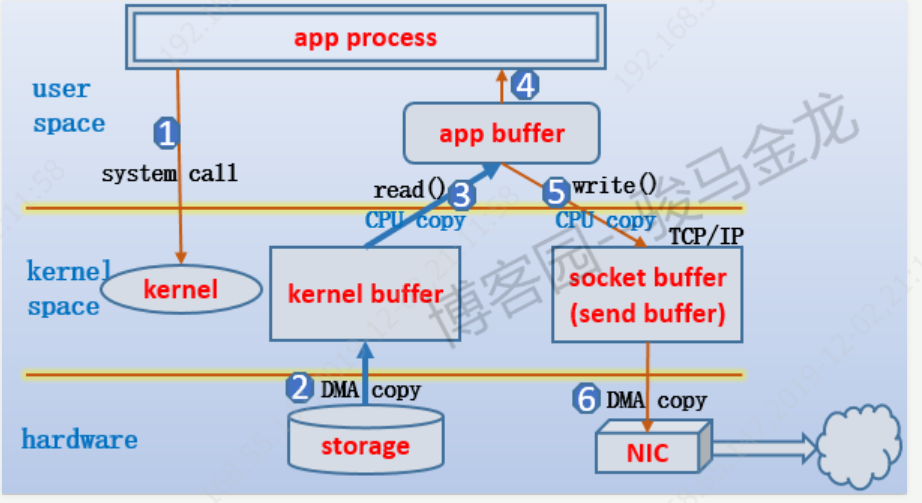 app process
user
space
1
4
app buffer
system call
read()
3
5
write()
CPU copy
CPU copy
TCP/IP
kernel
space
kernel
kernel buffer
socket buffer
(send buffer)
2
DMA copy
6
DMA copy
hardware
storage
NIC
博客园--骏马金龙